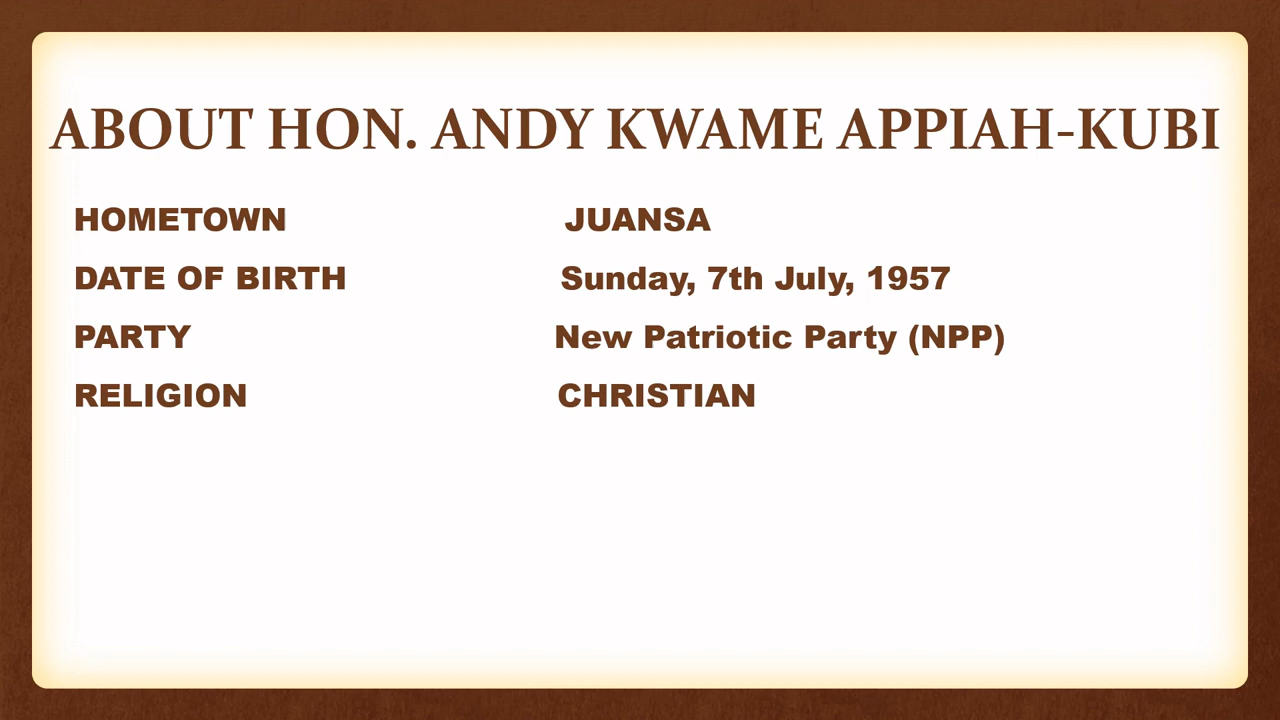 ABOUT HON. ANDY KWAME APPIAH-KUBI
HOMETOWN JUANSA
DATE OF BIRTH Sunday, 7th July, 1957
PARTY New Patriotic Party (NPP)
RELIGION CHRISTIAN